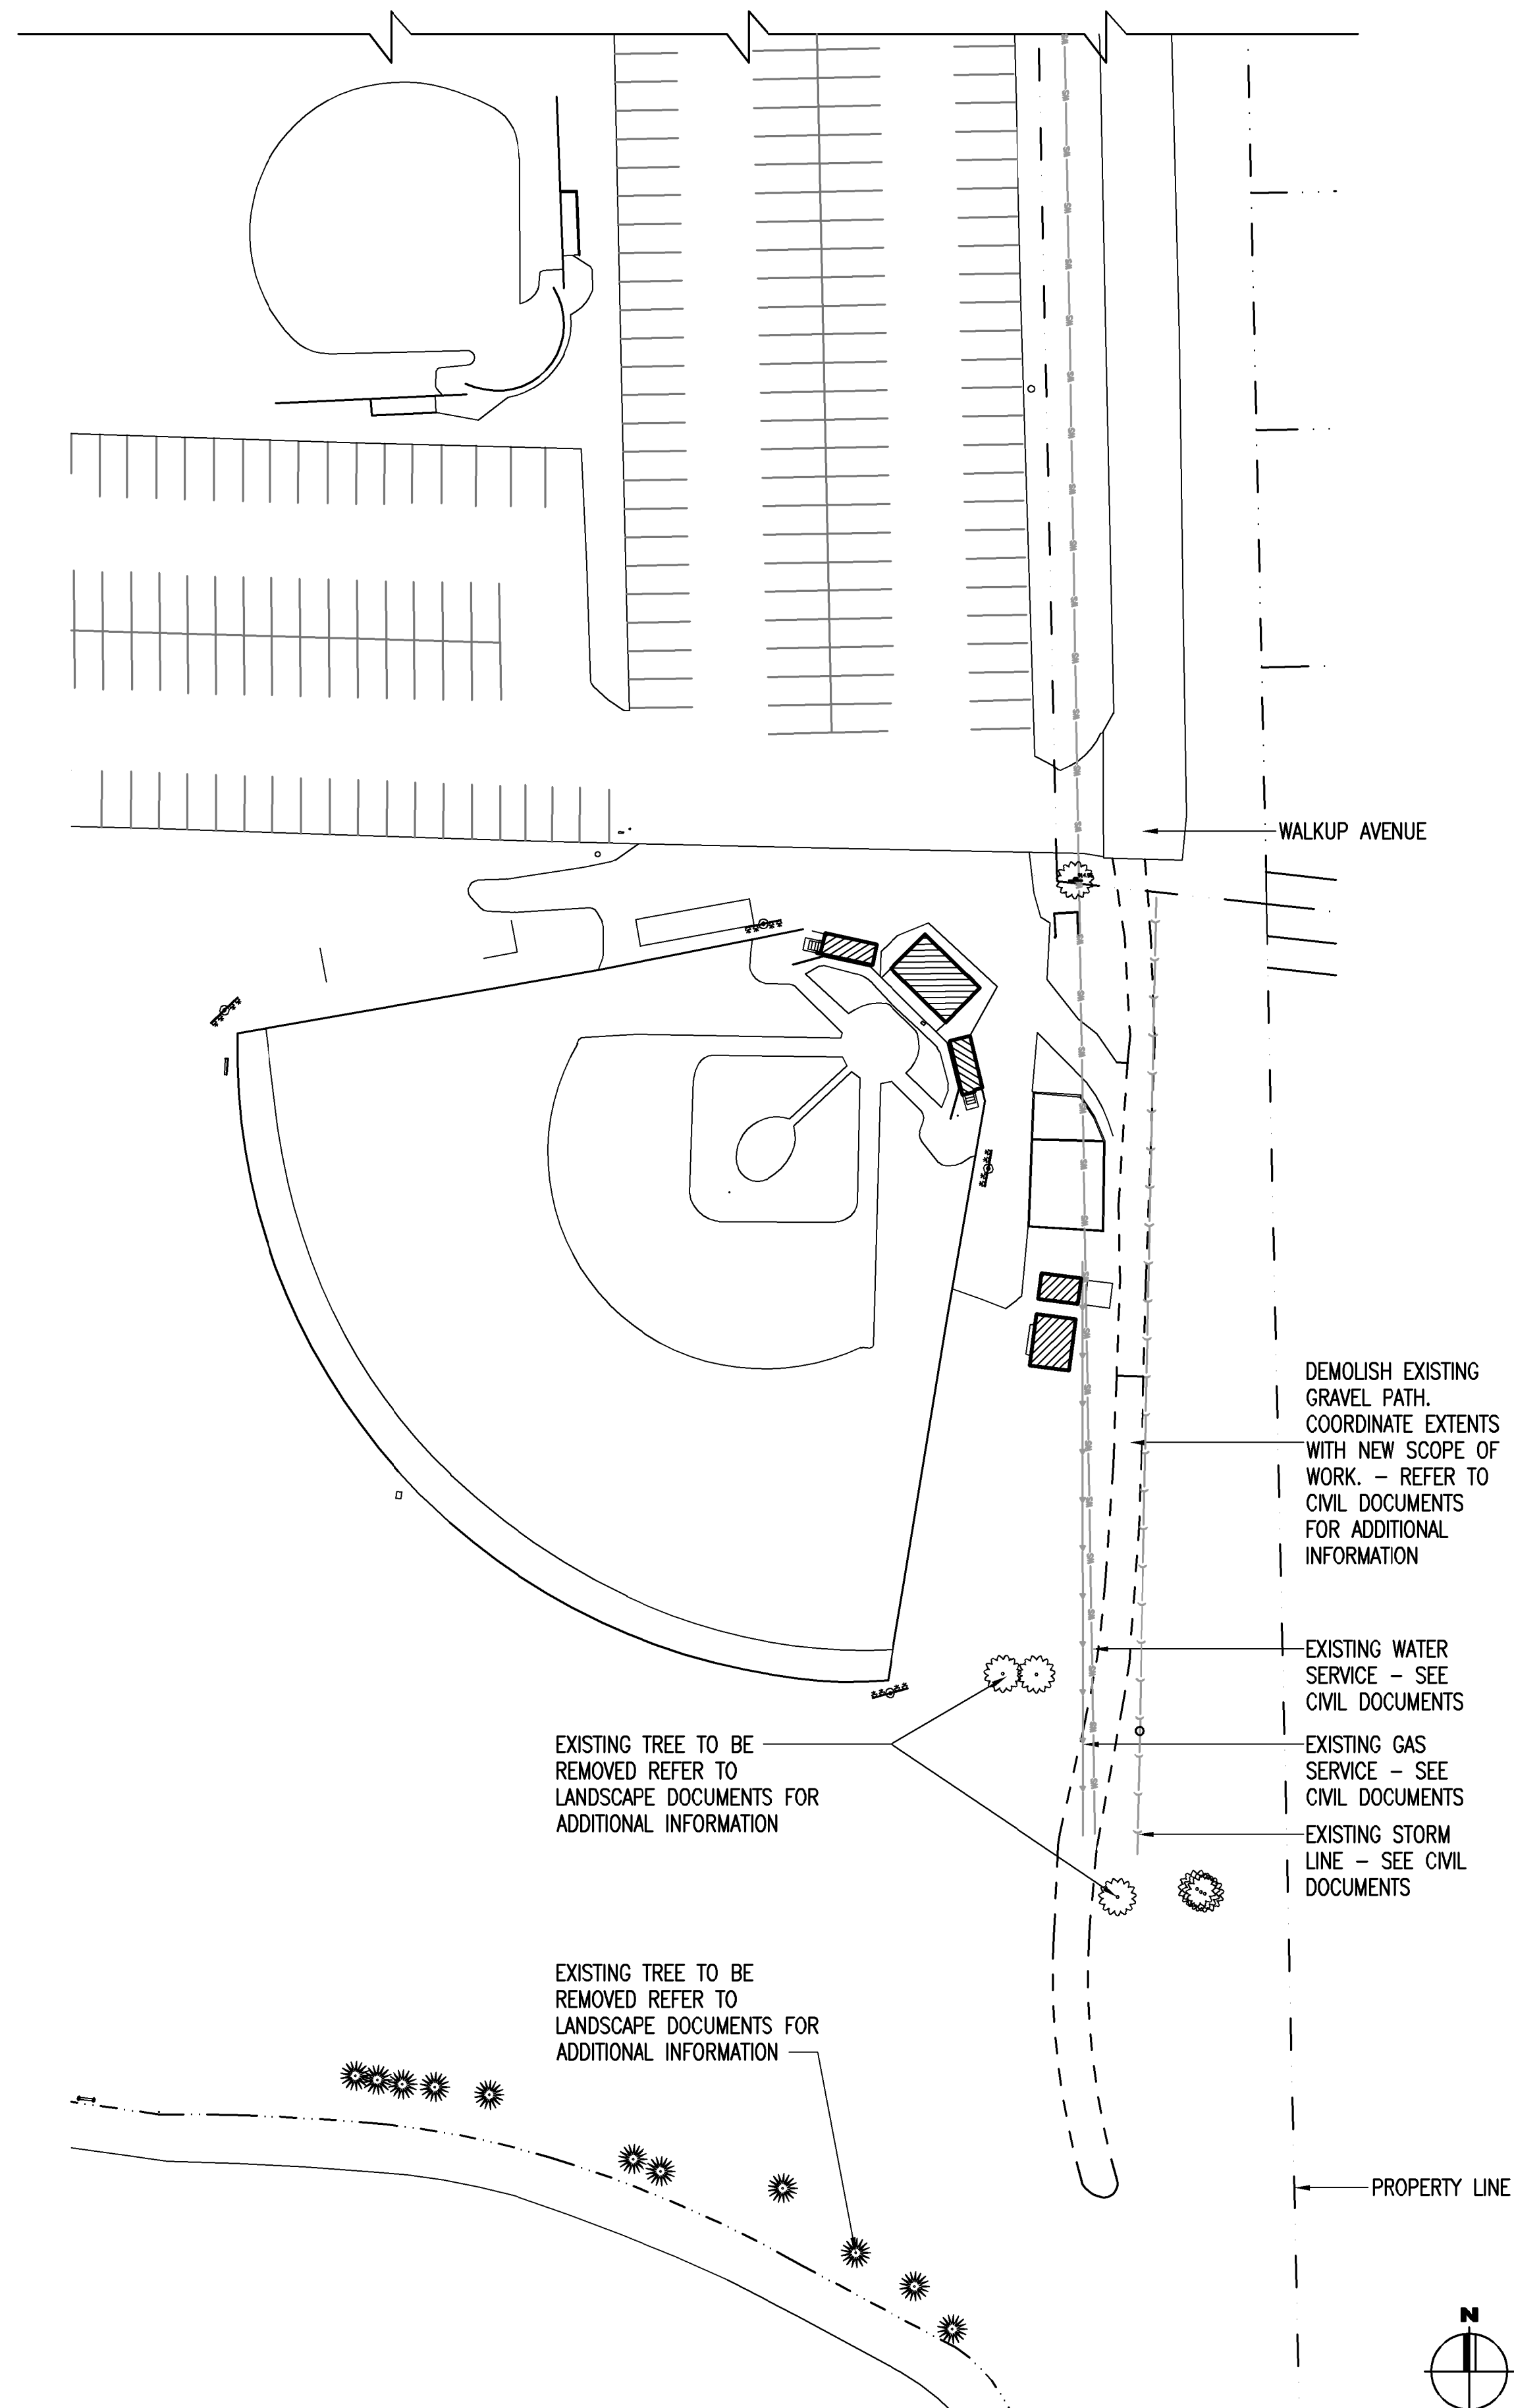 WALKUP AVENUE
DEMOLISH EXISTING
GRAVEL PATH.
COORDINATE EXTENTS
WITH NEW SCOPE OF
WORK. – REFER TO
CIVIL DOCUMENTS
FOR ADDITIONAL
INFORMATION
EXISTING WATER
SERVICE – SEE
CIVIL DOCUMENTS
EXISTING TREE TO BE
REMOVED REFER TO
LANDSCAPE DOCUMENTS FOR
ADDITIONAL INFORMATION
EXISTING GAS
SERVICE – SEE
CIVIL DOCUMENTS
EXISTING STORM
LINE – SEE CIVIL
DOCUMENTS
EXISTING TREE TO BE
REMOVED REFER TO
LANDSCAPE DOCUMENTS FOR
ADDITIONAL INFORMATION
PROPERTY LINE
N